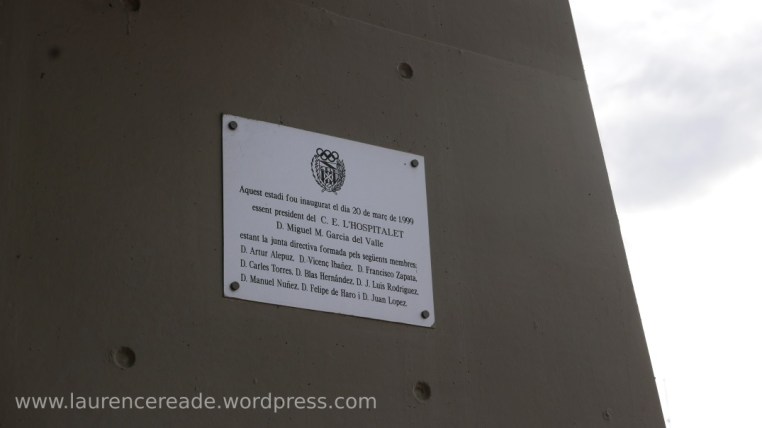 Aquest estadi fou inaugurat el dia 20 de març de 1999
essent president del C. E. L'HOSPITALET
D. Miguel M. Garcia del Valle
estant la junta directiva formada pels següents membres:
D. Artur Alepuz, D. Vicenç Ibañez, D. Francisco Zapata,
D. Carles Torres, D. Blas Hernández, D. J. Luis Rodriguez,
D. Manuel Nuñez, D. Felipe de Haro i D. Juan Lopez.
www.laurencereade.wordpress.com